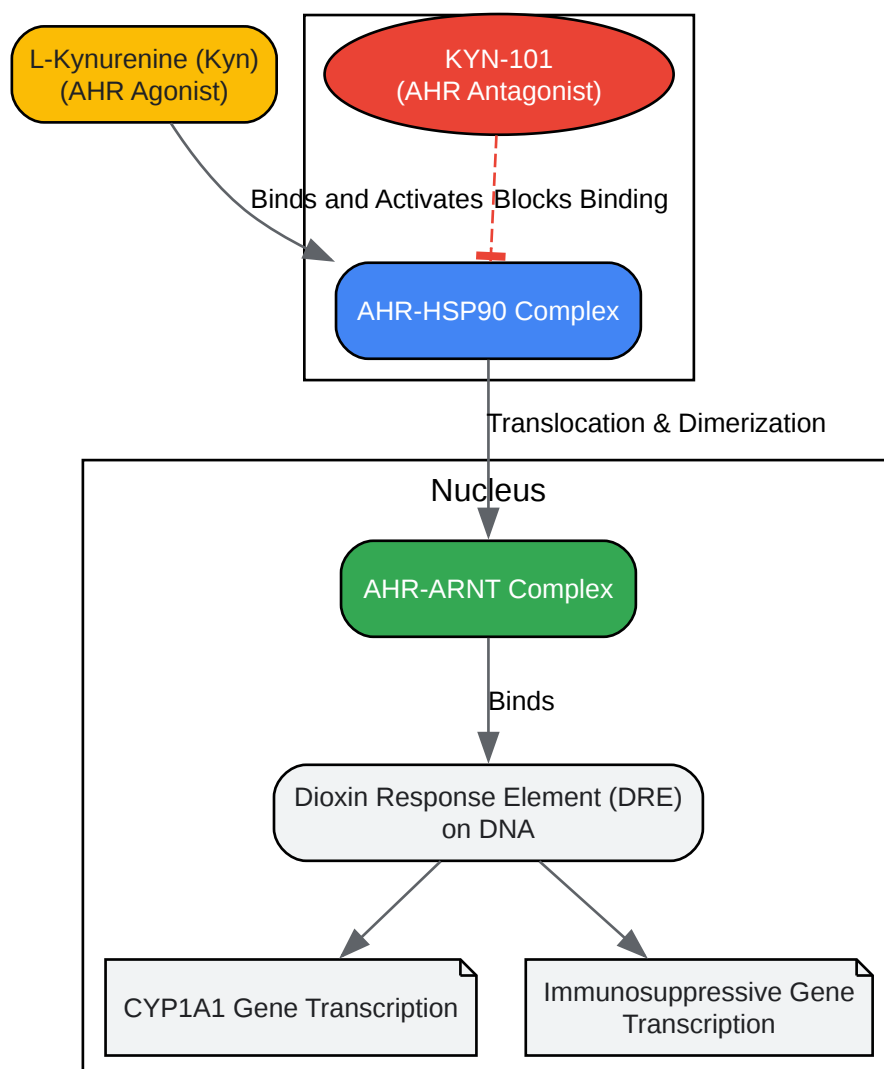 L-Kynurenine (Kyn)
(AHR Agonist)
KYN-101
(AHR Antagonist)
Binds and Activates
Blocks Binding
AHR-HSP90 Complex
Translocation & Dimerization
Nucleus
AHR-ARNT Complex
Binds
Dioxin Response Element (DRE)
on DNA
CYP1A1 Gene Transcription
Immunosuppressive Gene
Transcription